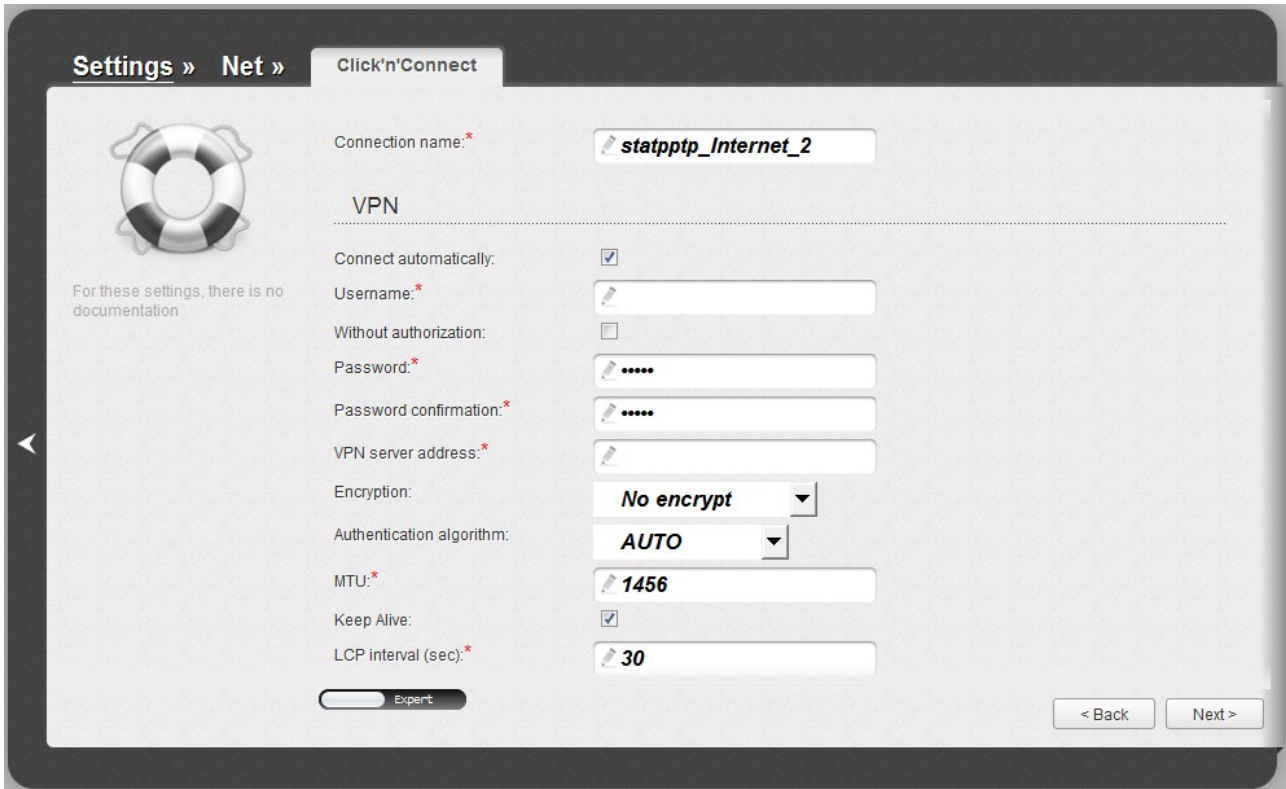 Settings » Net » Click'n'Connect
Connection name:* statpptp_Internet_2
VPN
Connect automatically:
For these settings, there is no
documentation
Username:*
Without authorization:
Password:* •••••
Password confirmation:* •••••
VPN server address:*
Encryption: No encrypt
Authentication algorithm: AUTO
MTU:* 1456
Keep Alive:
LCP interval (sec):* 30
Expert
< Back Next >